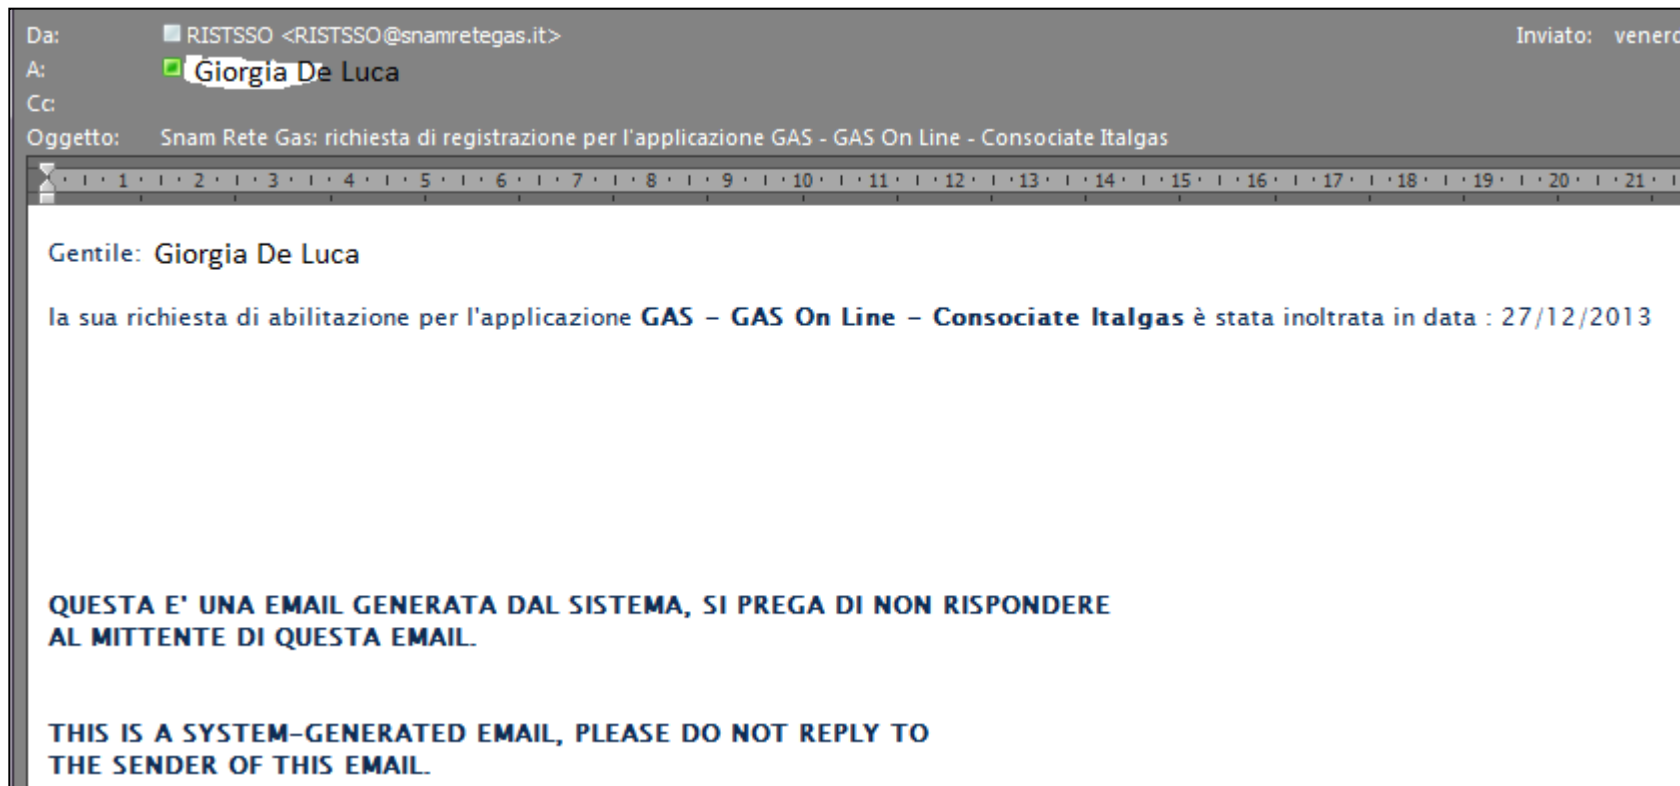 Da: RISTSSO <RISTSSO@snamretegas.it> Inviato: venerd
A: Giorgia De Luca
Cc:
Oggetto: Snam Rete Gas: richiesta di registrazione per l'applicazione GAS - GAS On Line - Consociate Italgas
1 2 3 4 5 6 7 8 9 10 11 12 13 14 15 16 17 18 19 20 21
Gentile: Giorgia De Luca
la sua richiesta di abilitazione per l'applicazione GAS – GAS On Line – Consociate Italgas è stata inoltrata in data : 27/12/2013
QUESTA E' UNA EMAIL GENERATA DAL SISTEMA, SI PREGA DI NON RISPONDERE
AL MITTENTE DI QUESTA EMAIL.
THIS IS A SYSTEM–GENERATED EMAIL, PLEASE DO NOT REPLY TO
THE SENDER OF THIS EMAIL.